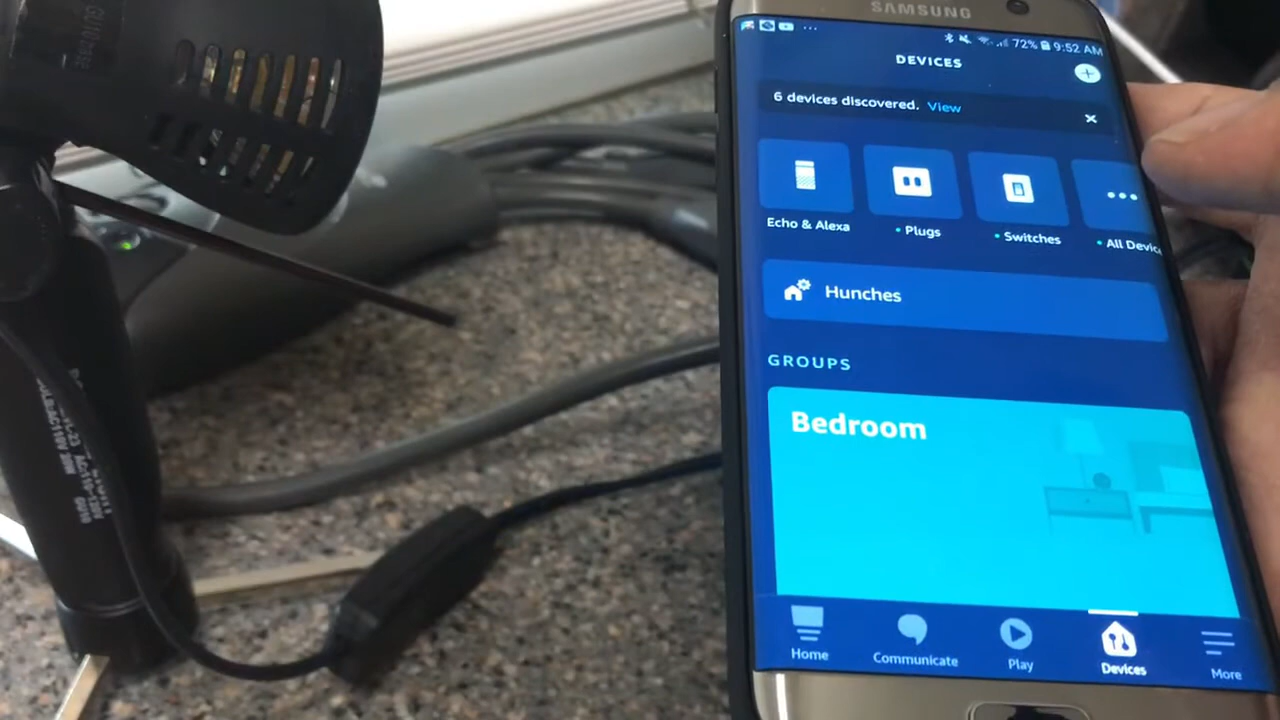 SAMSUNG
72% 9:52 AM
DEVICES
6 devices discovered. View
Echo & Alexa
Plugs
Switches
All Devic
Hunches
GROUPS
Bedroom
Home
Communicate
Play
Devices
More